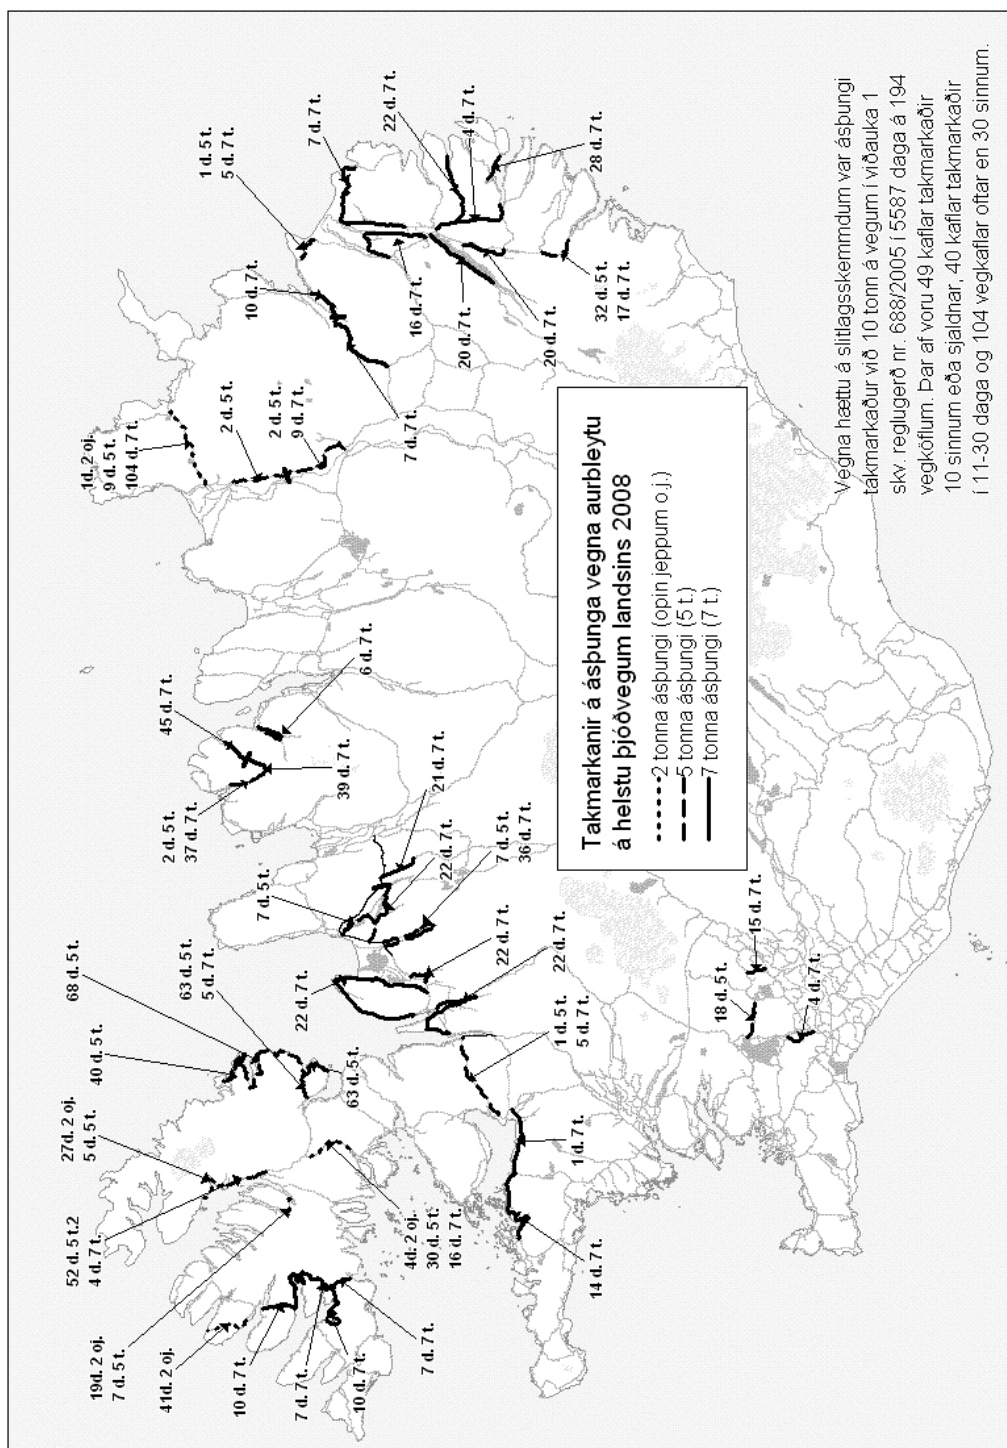 1d. 2 oj.
9 d. 5 t.
104 d. 7 t.
2 d. 5 t.
2 d. 5 t.
9 d. 7 t.
10 d. 7 t.
7 d. 7 t.
1 d. 5 t.
5 d. 7 t.
7 d. 7 t.
22 d. 7 t.
4 d. 7 t.
28 d. 7 t.
16 d. 7 t.
20 d. 7 t.
20 d. 7 t.
32 d. 5 t.
17 d. 7 t.
45 d. 7 t.
2 d. 5 t.
37 d. 7 t.
39 d. 7 t.
6 d. 7 t.
7 d. 5 t.
21 d. 7 t.
22 d. 7 t.
7 d. 5 t.
36 d. 7 t.
22 d. 7 t.
22 d. 7 t.
22 d. 7 t.
1 d. 5 t.
5 d. 7 t.
68 d. 5 t.
63 d. 5 t.
5 d. 7 t.
40 d. 5 t.
63 d. 5 t.
27d. 2 oj.
5 d. 5 t.
52 d. 5 t.2
4 d. 7 t.
19d. 2 oj.
7 d. 5 t.
41d. 2 oj.
10 d. 7 t.
7 d. 7 t.
10 d. 7 t.
7 d. 7 t.
4d. 2 oj.
30 d. 5 t.
16 d. 7 t.
14 d. 7 t.
1 d. 7 t.
18 d. 5 t.
15 d. 7 t.
4 d. 7 t.
Takmarkanir á ásþunga vegna aurbleytu
á helstu þjóðvegum landsins 2008
2 tonna ásþungi (opin jeppum o.j.)
5 tonna ásþungi (5 t.)
7 tonna ásþungi (7 t.)
Vegna hættu á slitlagsskemmdum var ásþungi
takmarkaður við 10 tonn á vegum í viðauka 1
skv. reglugerð nr. 688/2005 í 5587 daga á 194
vegköflum. Þar af voru 49 kaflar takmarkaðir
10 sinnum eða sjaldnar, 40 kaflar takmarkaðir
í 11-30 daga og 104 vegkaflar oftar en 30 sinnum.